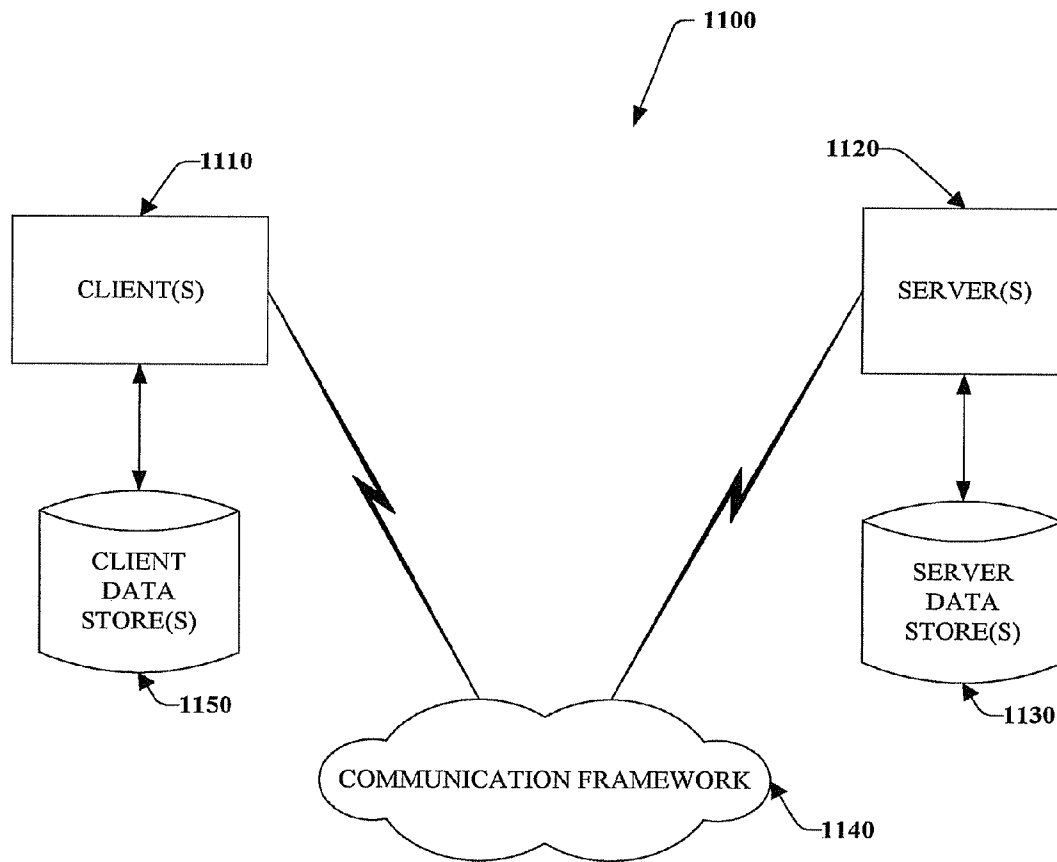 1100
1110
1120
CLIENT(S)
SERVER(S)
CLIENT
DATA
STORE(S)
SERVER
DATA
STORE(S)
1150
1130
COMMUNICATION FRAMEWORK
1140